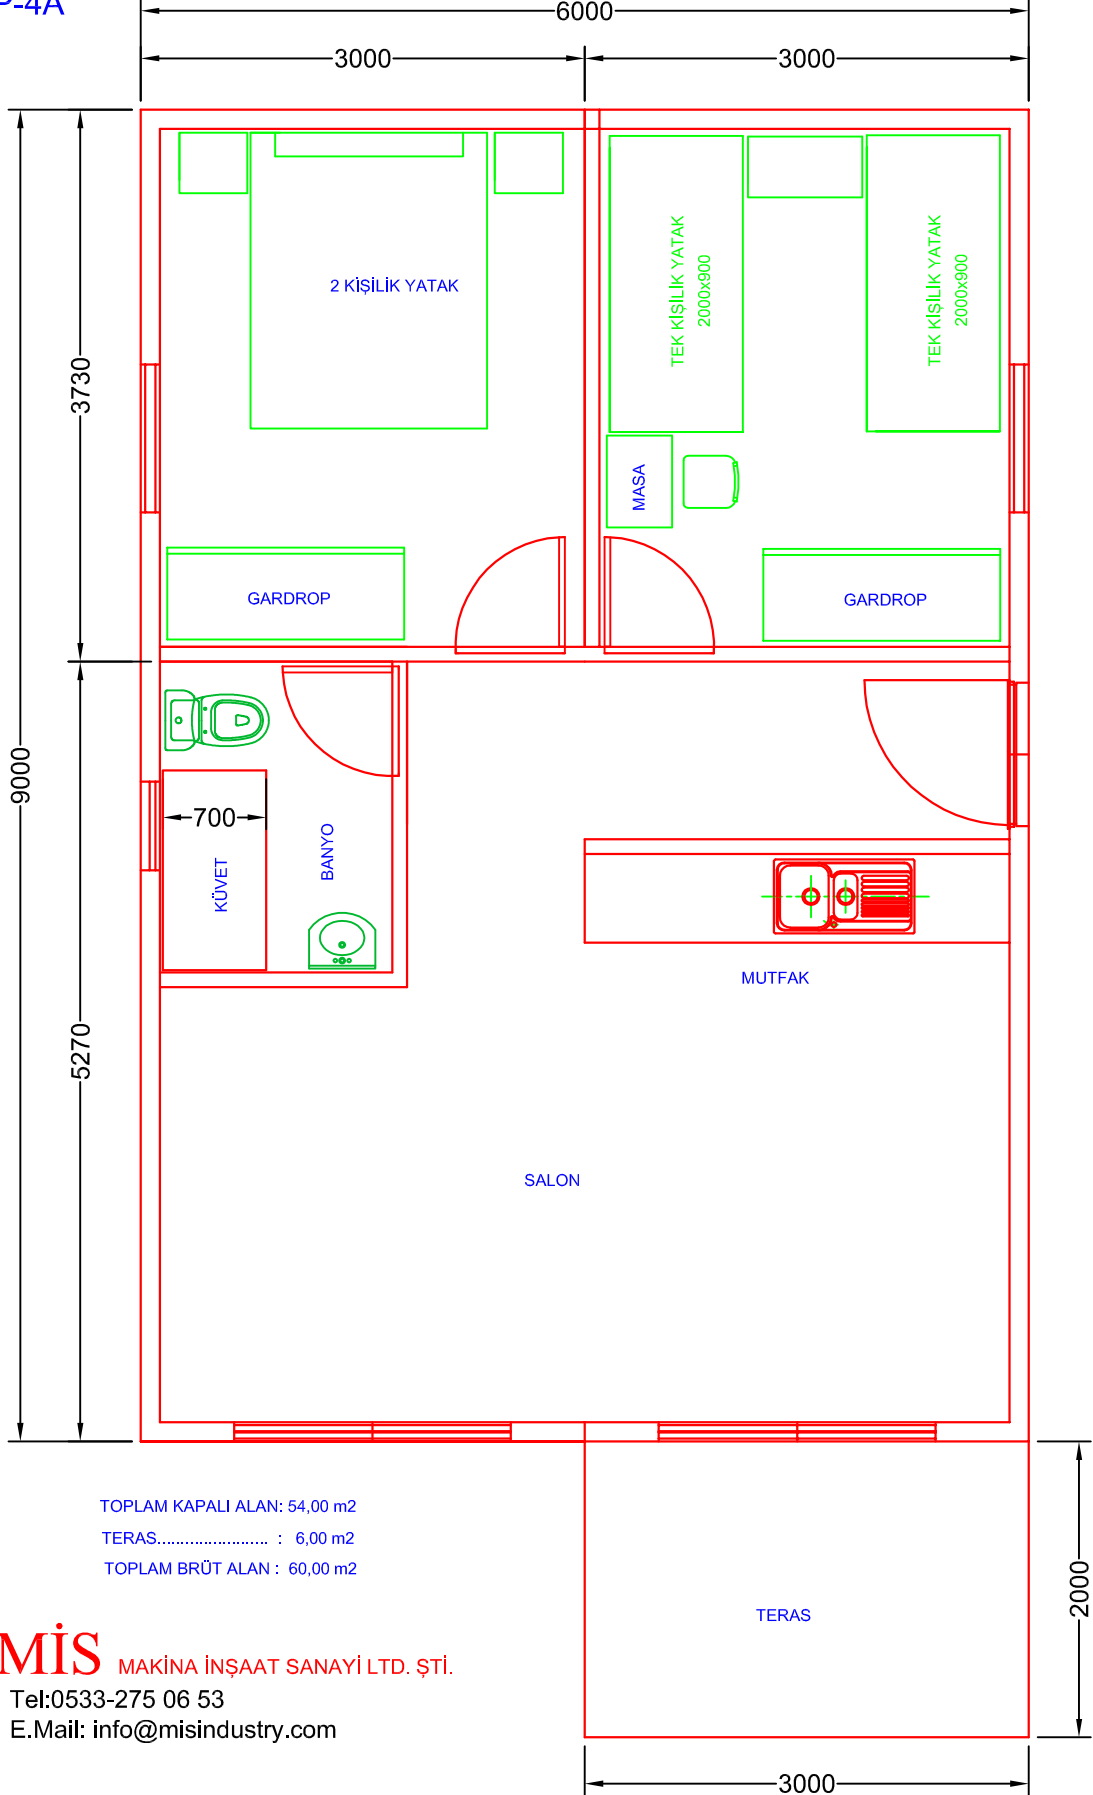 -4A
6000
3000 3000
2 KİŞİLİK YATAK
TEK KİŞİLİK YATAK
2000x900
TEK KİŞİLİK YATAK
2000x900
3730
MASA
GARDROP
GARDROP
9000
700
KÜVET
BANYO
MUTFAK
5270
SALON
TOPLAM KAPALI ALAN: 54,00 m2
TERAS...................... : 6,00 m2
TOPLAM BRÜT ALAN : 60,00 m2
TERAS
2000
MİS MAKİNA İNŞAAT SANAYİ LTD. ŞTİ.
Tel:0533-275 06 53
E.Mail: info@misindustry.com
3000